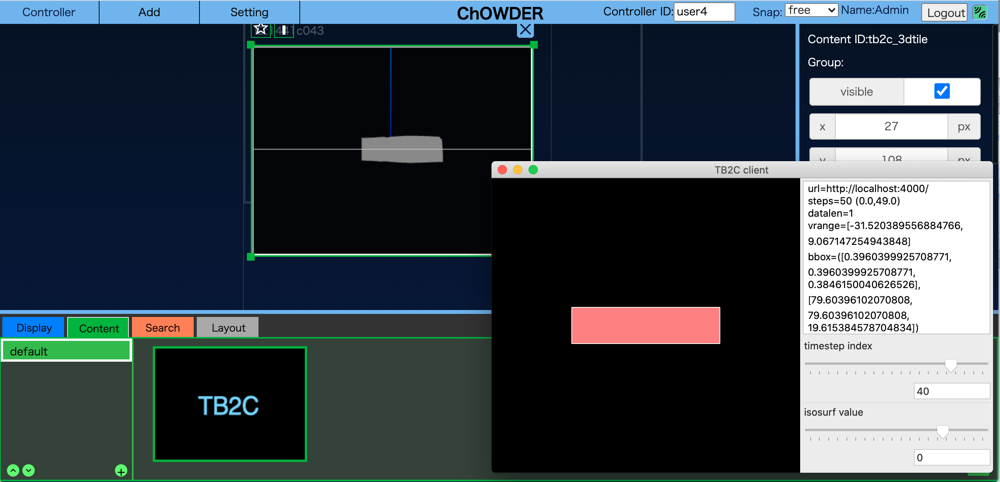 Controller
Add
Setting
ChOWDER
Controller ID:
user4
Snap:
free
Name:Admin
Logout
ID:1441c043
Content ID:tb2c_3dtile
Group:
visible
x
27
px
y
108
px
TB2C client
url=http://localhost:4000/
steps=50 (0.0,49.0)
datalen=1
vrange=[-31.520389556884766,
9.067147254943848]
bbox=([0.3960399925708771,
0.3960399925708771,
0.3846150040626526],
[79.60396102070808,
79.60396102070808,
19.615384578704834])
timestep index
40
isosurf value
0
Display
Content
Search
Layout
default
TB2C